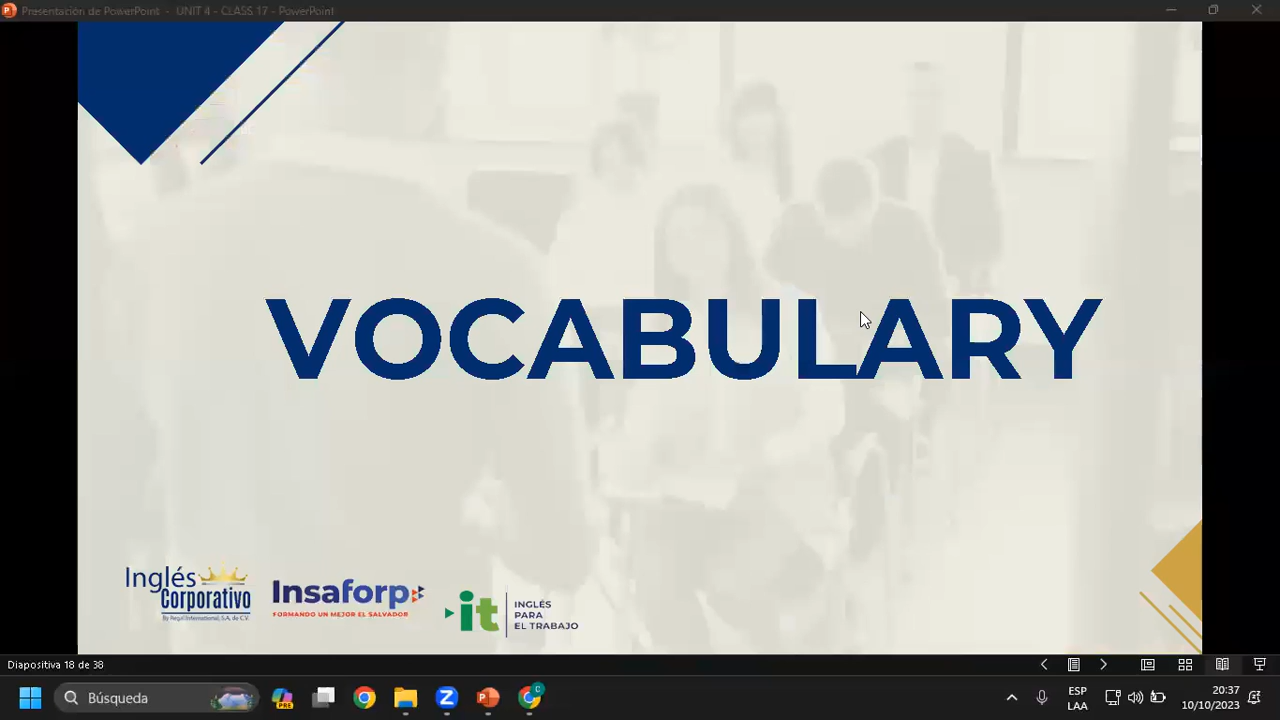 Presentación de PowerPoint - UNIT 4 - CLASS 17 - PowerPoint
VOCABULARY
Inglés
Corporativo
By Regal International, S.A. de C.V.
Insaforp
FORMANDO UN MEJOR EL SALVADOR
it
INGLÉS
PARA
EL TRABAJO
Diapositiva 18 de 38
Búsqueda
PRE
ESP
LAA
20:37
10/10/2023